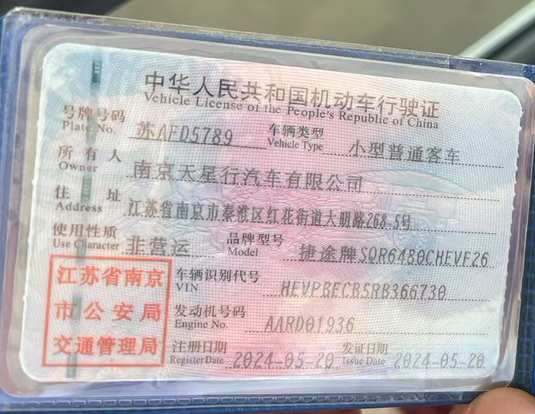 中华人民共和国机动车行驶证
Vehicle License of the People's Republic of China
号牌号码 Plate No. 苏AFD5789 车辆类型 Vehicle Type 小型普通客车
所有人 Owner 南京天星行汽车有限公司
住址 Address 江苏省南京市秦淮区红花街道大明路268-5号
使用性质 Use Character 非营运 品牌型号 Model 捷途牌SQR6480CHEVF26
江苏省南京
市公安局
交通管理局
车辆识别代号 VIN HEVPBECB5RB366730
发动机号码 Engine No. AARD01936
注册日期 Register Date 2024-05-20 发证日期 Issue Date 2024-05-20